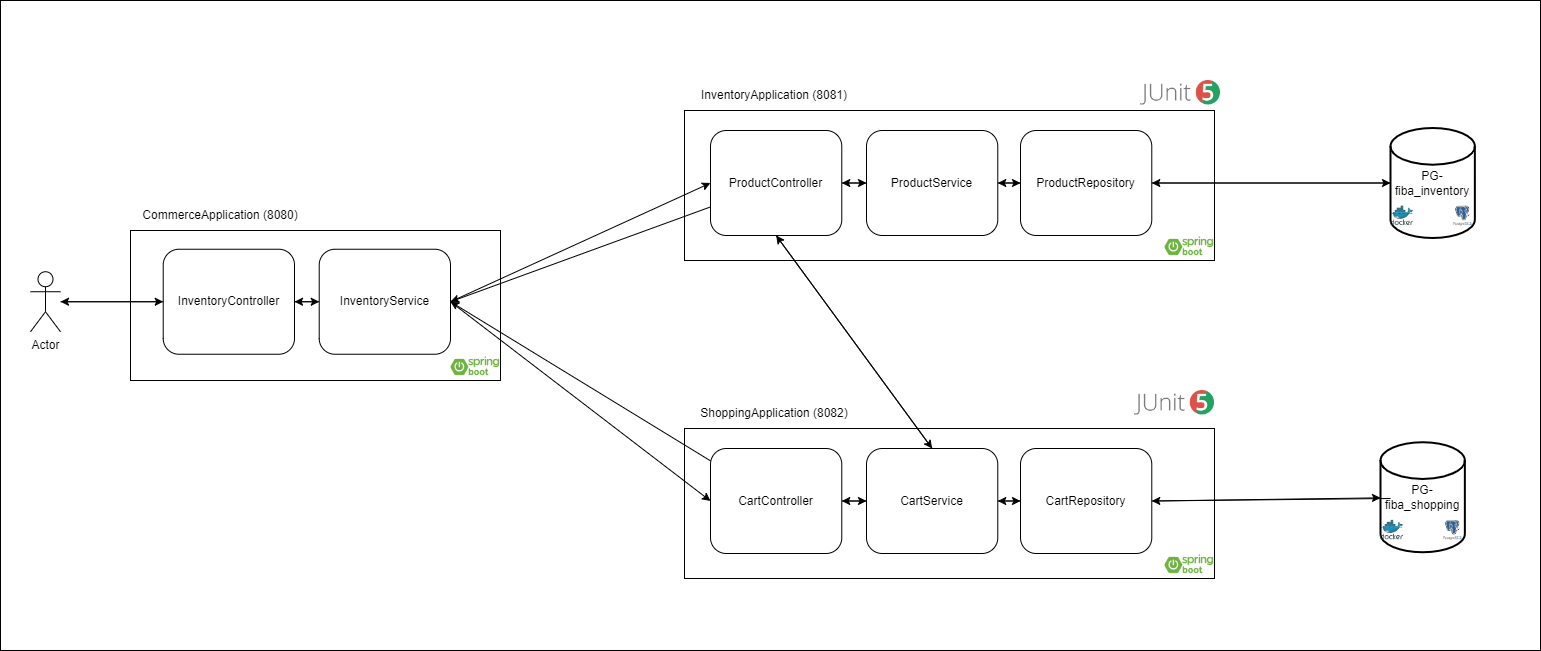 InventoryApplication (8081)
JUnit 5
ProductController
ProductService
ProductRepository
PG-
fiba_inventory
docker
PostgreSQL
spring
boot
CommerceApplication (8080)
InventoryController
InventoryService
spring
boot
Actor
ShoppingApplication (8082)
JUnit 5
CartController
CartService
CartRepository
PG-
fiba_shopping
docker
PostgreSQL
spring
boot